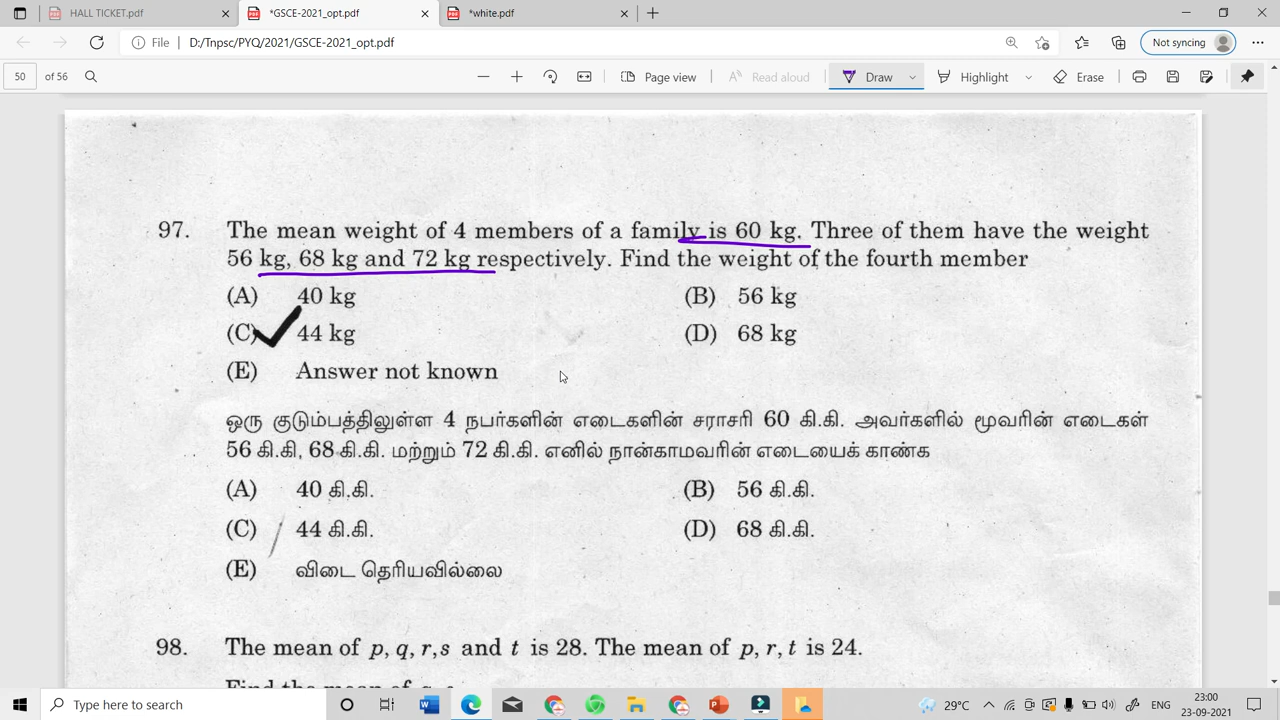 HALL TICKET.pdf
*GSCE-2021_opt.pdf
*white.pdf
File
D:/Tnpsc/PYQ/2021/GSCE-2021_opt.pdf
Not syncing
50 of 56
Page view
Read aloud
Draw
Highlight
Erase
97. The mean weight of 4 members of a family is 60 kg. Three of them have the weight
56 kg, 68 kg and 72 kg respectively. Find the weight of the fourth member
(A) 40 kg (B) 56 kg
(C) 44 kg (D) 68 kg
(E) Answer not known
ஒரு குடும்பத்திலுள்ள 4 நபர்களின் எடைகளின் சராசரி 60 கி.கி. அவர்களில் மூவரின் எடைகள்
56 கி.கி, 68 கி.கி. மற்றும் 72 கி.கி. எனில் நான்காமவரின் எடையைக் காண்க
(A) 40 கி.கி. (B) 56 கி.கி.
(C) 44 கி.கி. (D) 68 கி.கி.
(E) விடை தெரியவில்லை
98. The mean of p, q, r, s and t is 28. The mean of p, r, t is 24.
Type here to search
29°C
ENG
23:00
23-09-2021